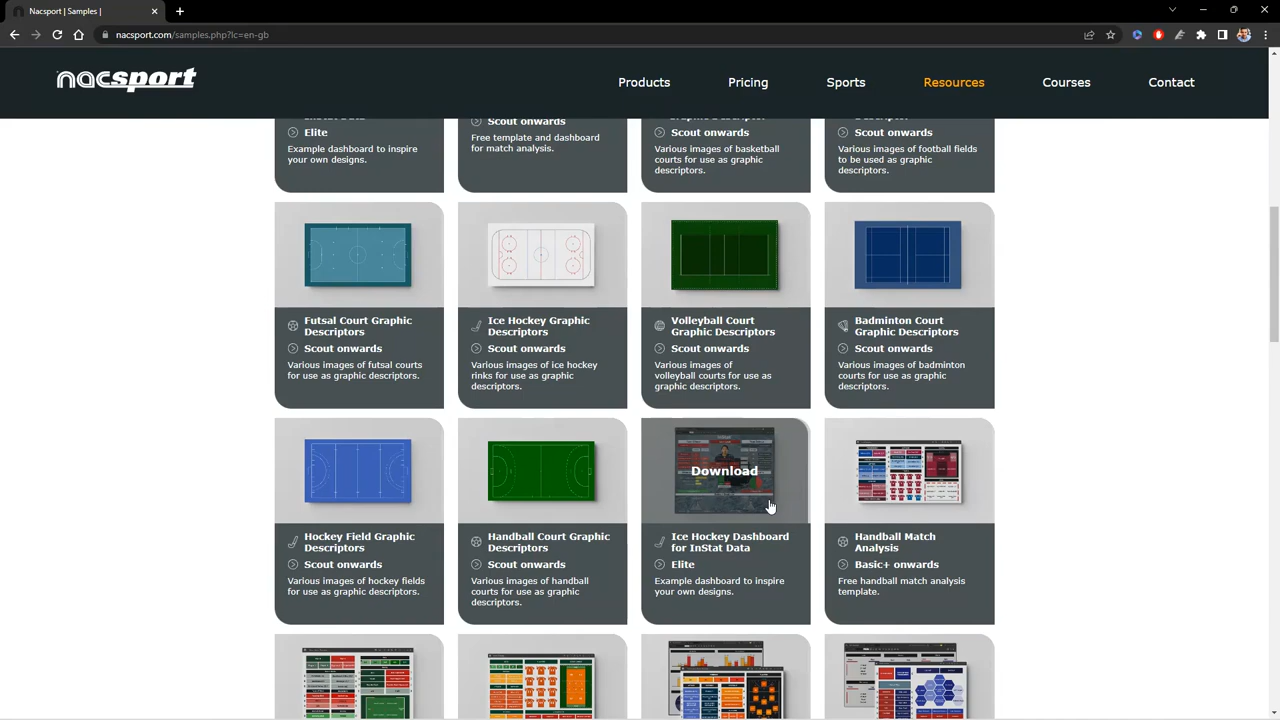 Nacsport | Samples |
nacsport.com/samples.php?lc=en-gb
nacsport
Products
Pricing
Sports
Resources
Courses
Contact
Elite
Example dashboard to inspire
your own designs.
Scout onwards
Free template and dashboard
for match analysis.
Scout onwards
Various images of basketball
courts for use as graphic
descriptors.
Scout onwards
Various images of football fields
to be used as graphic
descriptors.
Futsal Court Graphic
Descriptors
Scout onwards
Various images of futsal courts
for use as graphic descriptors.
Ice Hockey Graphic
Descriptors
Scout onwards
Various images of ice hockey
rinks for use as graphic
descriptors.
Volleyball Court
Graphic Descriptors
Scout onwards
Various images of
volleyball courts for use as
graphic descriptors.
Badminton Court
Graphic Descriptors
Scout onwards
Various images of badminton
courts for use as graphic
descriptors.
Hockey Field Graphic
Descriptors
Scout onwards
Various images of hockey fields
for use as graphic descriptors.
Handball Court Graphic
Descriptors
Scout onwards
Various images of handball
courts for use as graphic
descriptors.
Download
Ice Hockey Dashboard
for InStat Data
Elite
Example dashboard to inspire
your own designs.
Handball Match
Analysis
Basic+ onwards
Free handball match analysis
template.